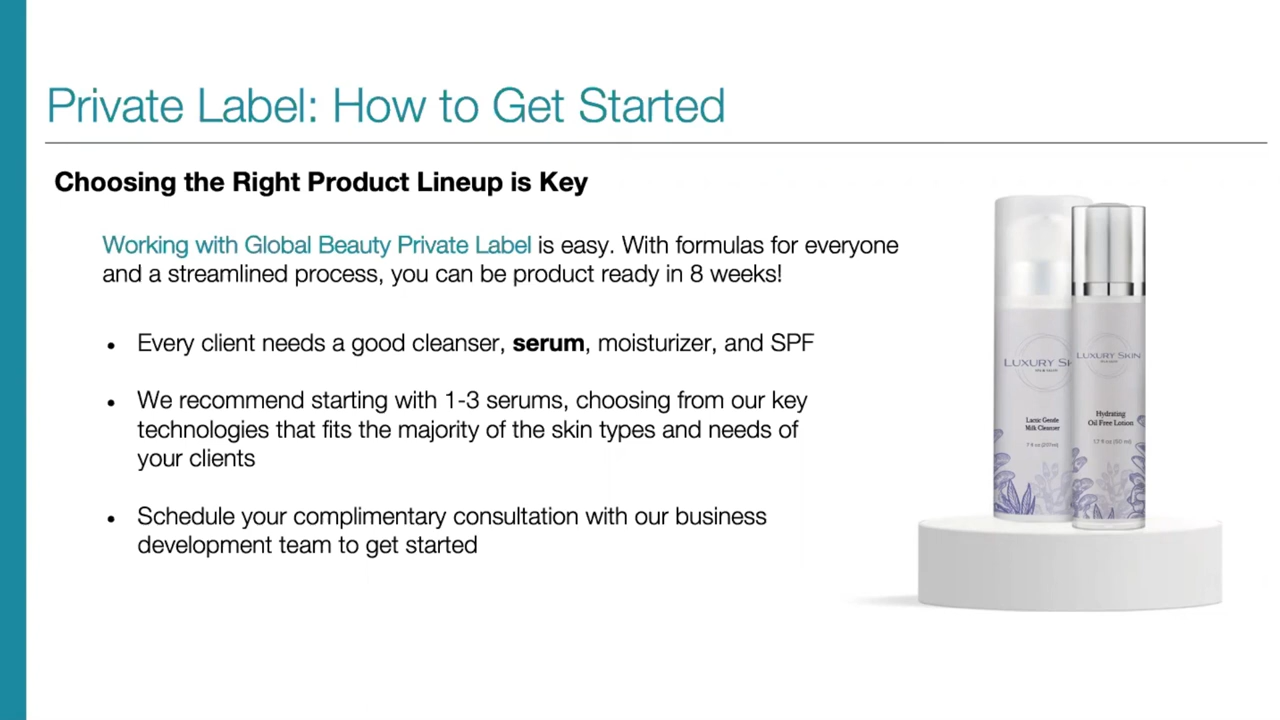 Private Label: How to Get Started
Choosing the Right Product Lineup is Key
Working with Global Beauty Private Label is easy. With formulas for everyone
and a streamlined process, you can be product ready in 8 weeks!
• Every client needs a good cleanser, serum, moisturizer, and SPF
• We recommend starting with 1-3 serums, choosing from our key
technologies that fits the majority of the skin types and needs of
your clients
• Schedule your complimentary consultation with our business
development team to get started
LUXURY SK
Lactic Gentle
Milk Cleanser
LUXURY SKIN
Hydrating
Oil Free Lotion